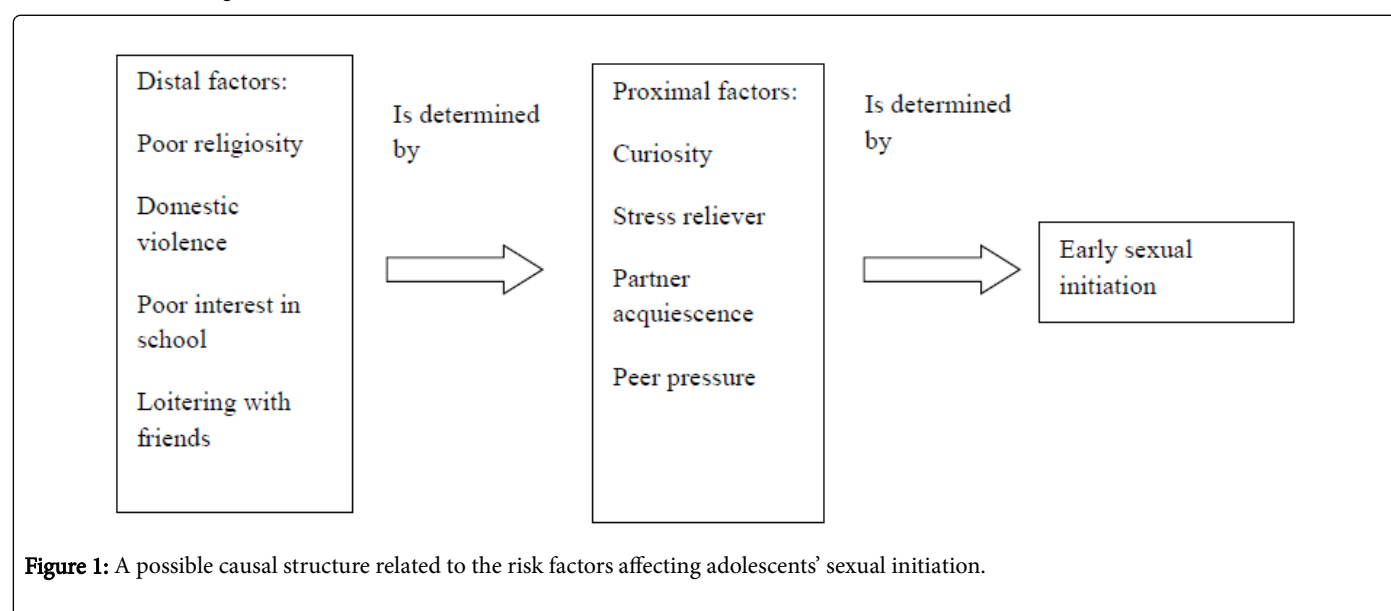 Distal factors:
Poor religiosity
Domestic
violence
Poor interest in
school
Loitering with
friends
Is determined
by
Proximal factors:
Curiosity
Stress reliever
Partner
acquiescence
Peer pressure
Is determined
by
Early sexual
initiation
Figure 1: A possible causal structure related to the risk factors affecting adolescents’ sexual initiation.